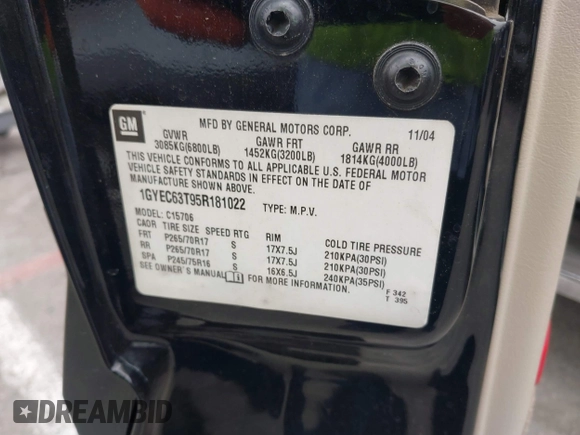 GM
MFD BY GENERAL MOTORS CORP. 11/04
GVWR GAWR FRT GAWR RR
3085KG(6800LB) 1452KG(3200LB) 1814KG(4000LB)
THIS VEHICLE CONFORMS TO ALL APPLICABLE U.S. FEDERAL MOTOR
VEHICLE SAFETY STANDARDS IN EFFECT ON THE DATE OF
MANUFACTURE SHOWN ABOVE.
1GYEC63T95R181022 TYPE: M.P.V.
MODEL: C15706
CAOR TIRE SIZE SPEED RTG RIM COLD TIRE PRESSURE
FRT P265/70R17 S 17X7.5J 210KPA(30PSI)
RR P265/70R17 S 17X7.5J 210KPA(30PSI)
SPA P245/75R16 S 16X6.5J 240KPA(35PSI)
SEE OWNER'S MANUAL FOR MORE INFORMATION.
F 342
T 395
DREAMBID